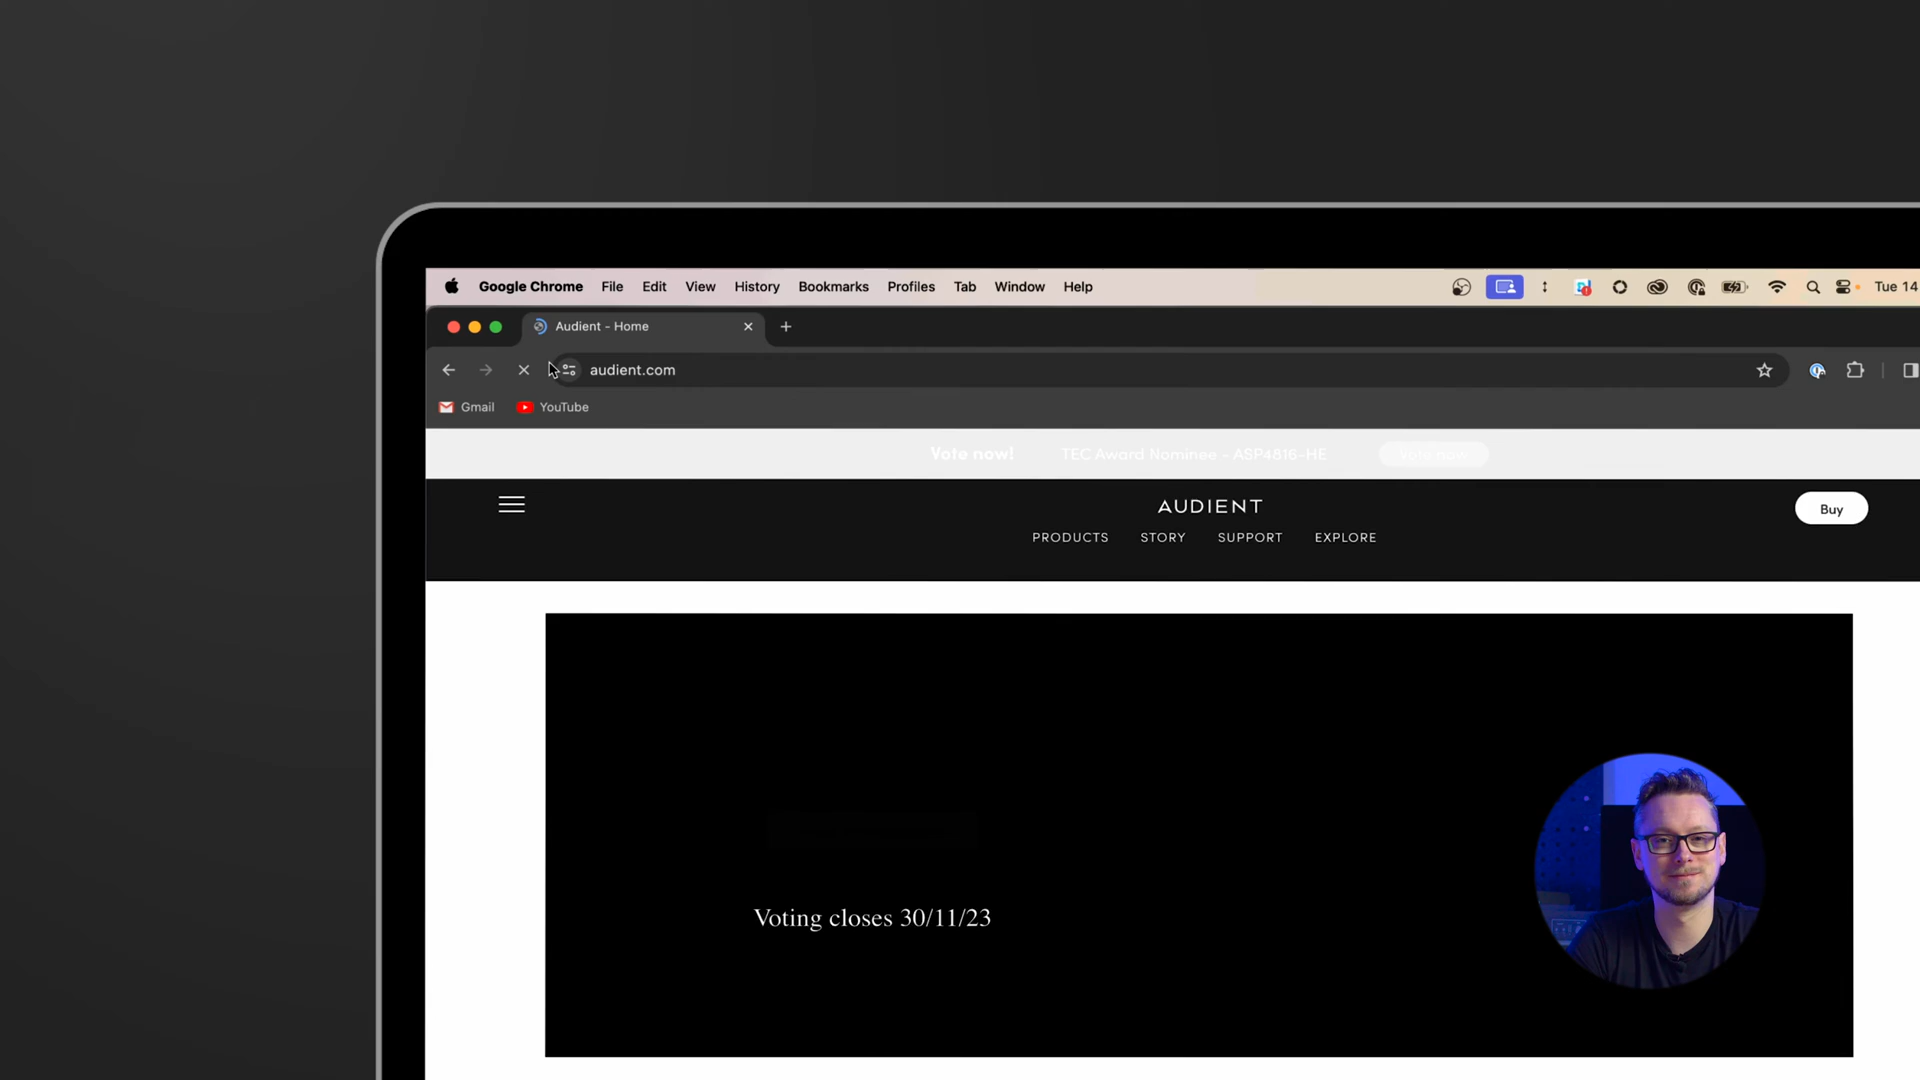 Google Chrome File Edit View History Bookmarks Profiles Tab Window Help Tue 14
Audient - Home
audient.com
Gmail YouTube
Vote now! TEC Award Nominee - ASP4816-HE Vote now
AUDIENT
Buy
PRODUCTS STORY SUPPORT EXPLORE
Voting closes 30/11/23